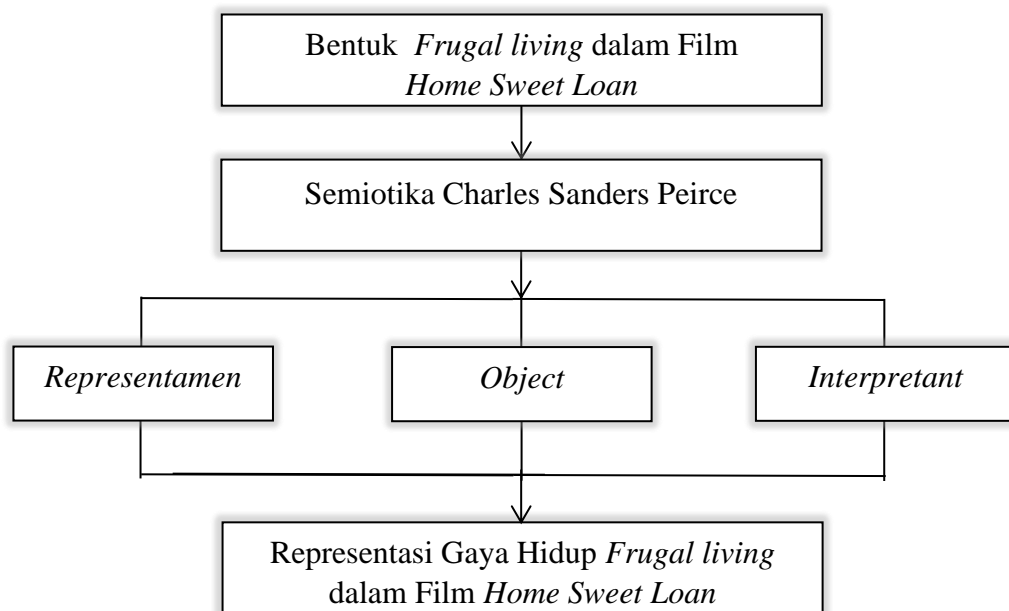 Bentuk Frugal living dalam Film
Home Sweet Loan
Semiotika Charles Sanders Peirce
Representamen
Object
Interpretant
Representasi Gaya Hidup Frugal living
dalam Film Home Sweet Loan